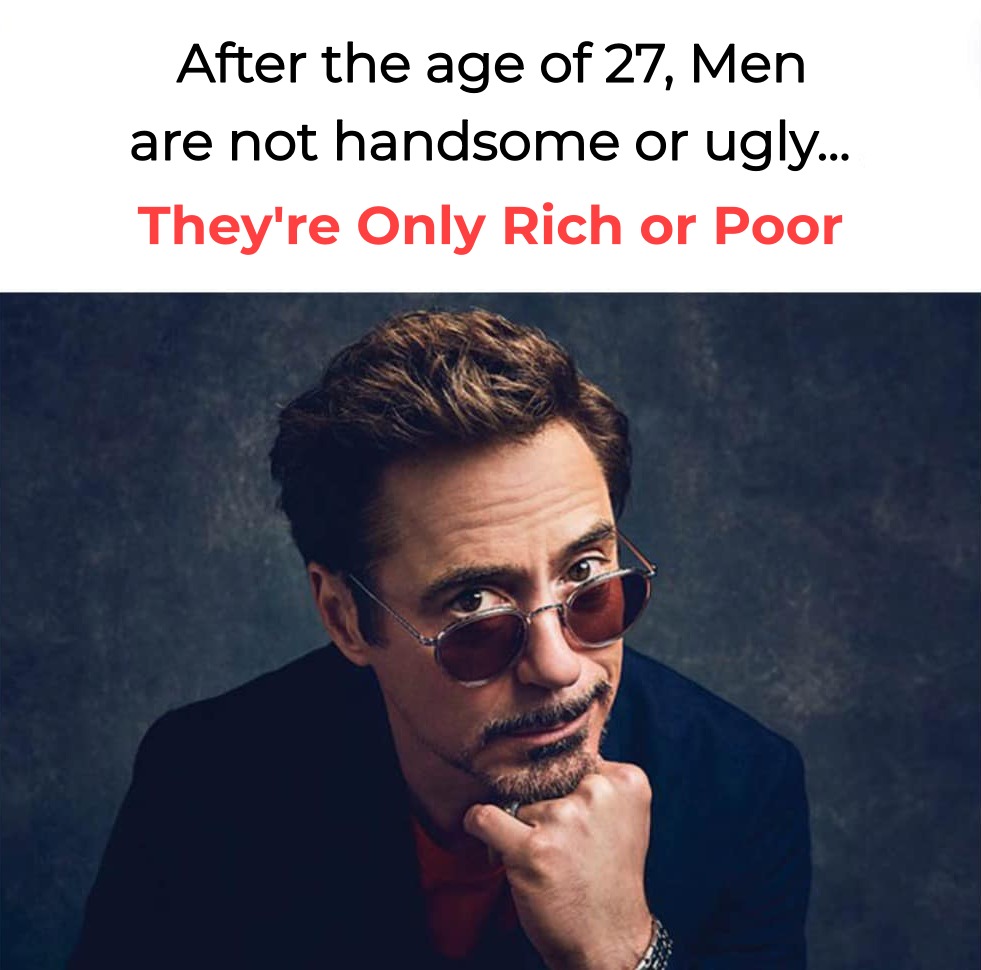 After the age of 27, Men
are not handsome or ugly...
They're Only Rich or Poor